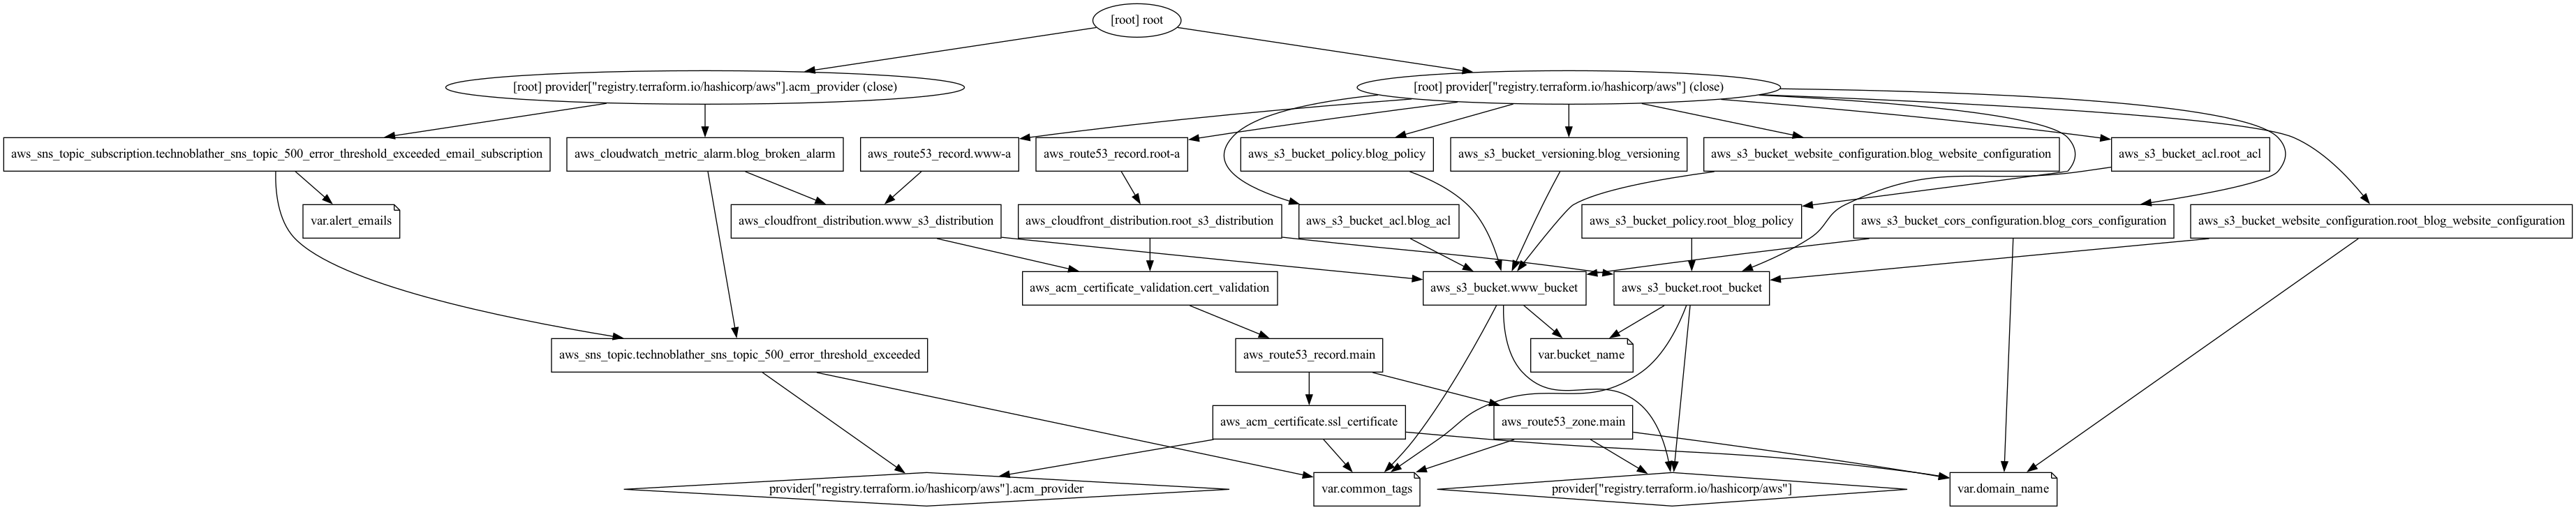 [root] root
[root] provider["registry.terraform.io/hashicorp/aws"].acm_provider (close)
[root] provider["registry.terraform.io/hashicorp/aws"] (close)
aws_sns_topic_subscription.technoblather_sns_topic_500_error_threshold_exceeded_email_subscription
aws_cloudwatch_metric_alarm.blog_broken_alarm
aws_route53_record.www-a
aws_route53_record.root-a
aws_s3_bucket_policy.blog_policy
aws_s3_bucket_versioning.blog_versioning
aws_s3_bucket_website_configuration.blog_website_configuration
aws_s3_bucket_acl.root_acl
var.alert_emails
aws_cloudfront_distribution.www_s3_distribution
aws_cloudfront_distribution.root_s3_distribution
aws_s3_bucket_acl.blog_acl
aws_s3_bucket_policy.root_blog_policy
aws_s3_bucket_cors_configuration.blog_cors_configuration
aws_s3_bucket_website_configuration.root_blog_website_configuration
aws_acm_certificate_validation.cert_validation
aws_s3_bucket.www_bucket
aws_s3_bucket.root_bucket
aws_sns_topic.technoblather_sns_topic_500_error_threshold_exceeded
aws_route53_record.main
var.bucket_name
aws_acm_certificate.ssl_certificate
aws_route53_zone.main
provider["registry.terraform.io/hashicorp/aws"].acm_provider
var.common_tags
provider["registry.terraform.io/hashicorp/aws"]
var.domain_name